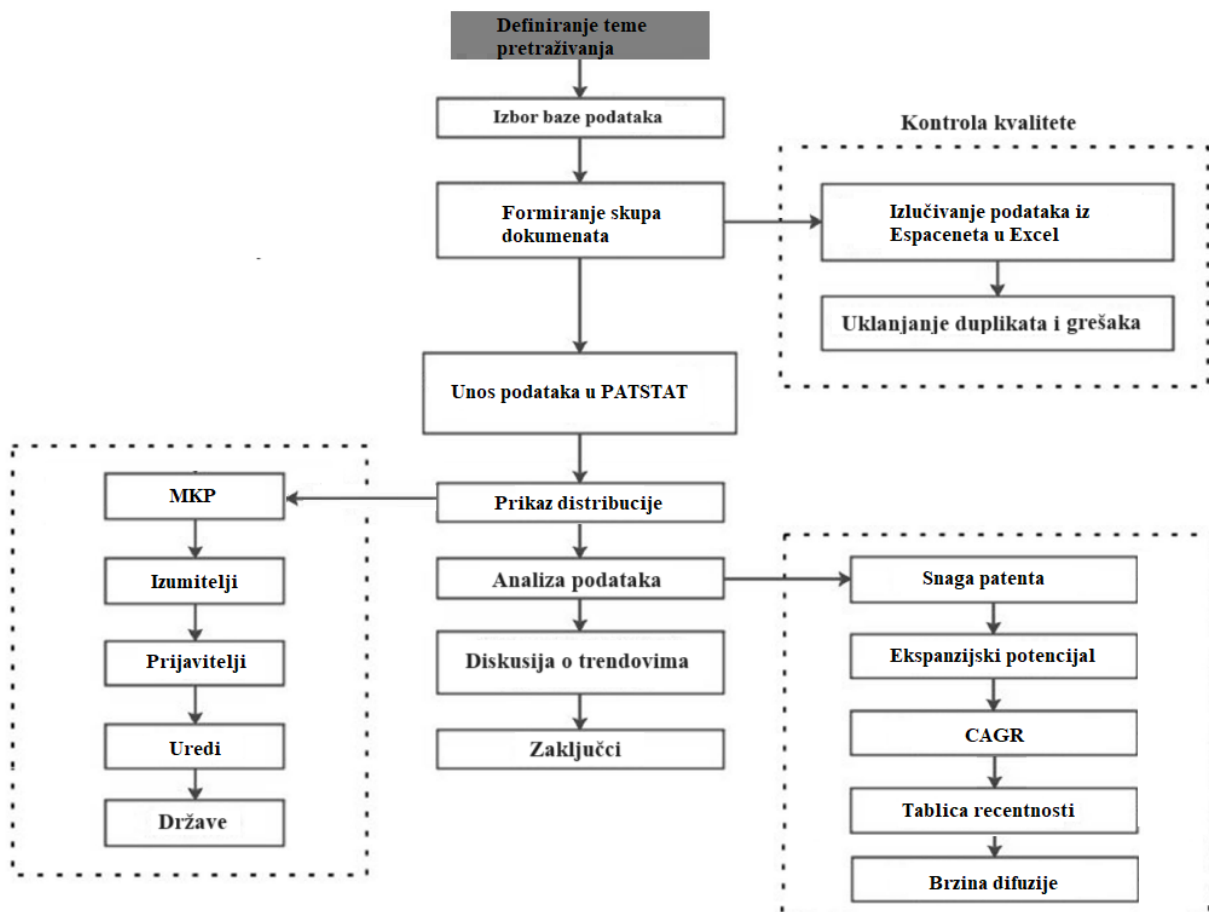 Definiranje teme
pretraživanja
Izbor baze podataka
Kontrola kvalitete
Formiranje skupa
dokumenata
Izlučivanje podataka iz
Espaceneta u Excel
Uklanjanje duplikata i grešaka
Unos podataka u PATSTAT
MKP
Izumitelji
Prijavitelji
Uredi
Države
Prikaz distribucije
Analiza podataka
Diskusija o trendovima
Zaključci
Snaga patenta
Ekspanzijski potencijal
CAGR
Tablica recentnosti
Brzina difuzije